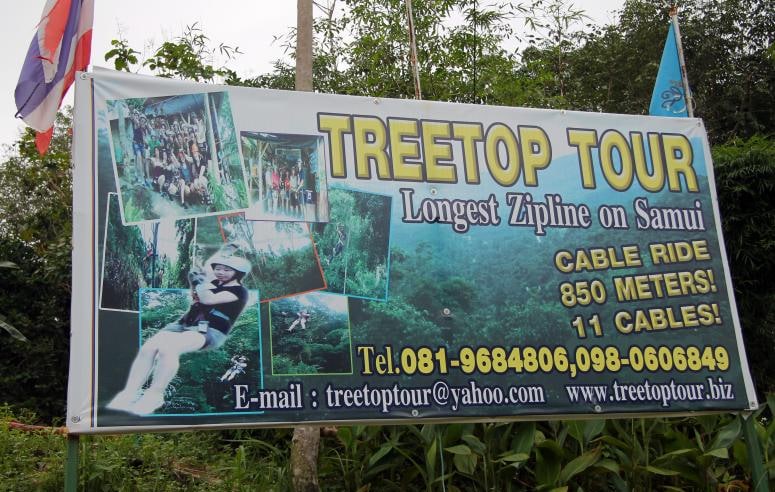 TREETOP TOUR
Longest Zipline on Samui
CABLE RIDE
850 METERS!
11 CABLES!
Tel.081-9684806,098-0606849
E-mail : treetoptour@yahoo.com www.treetoptour.biz